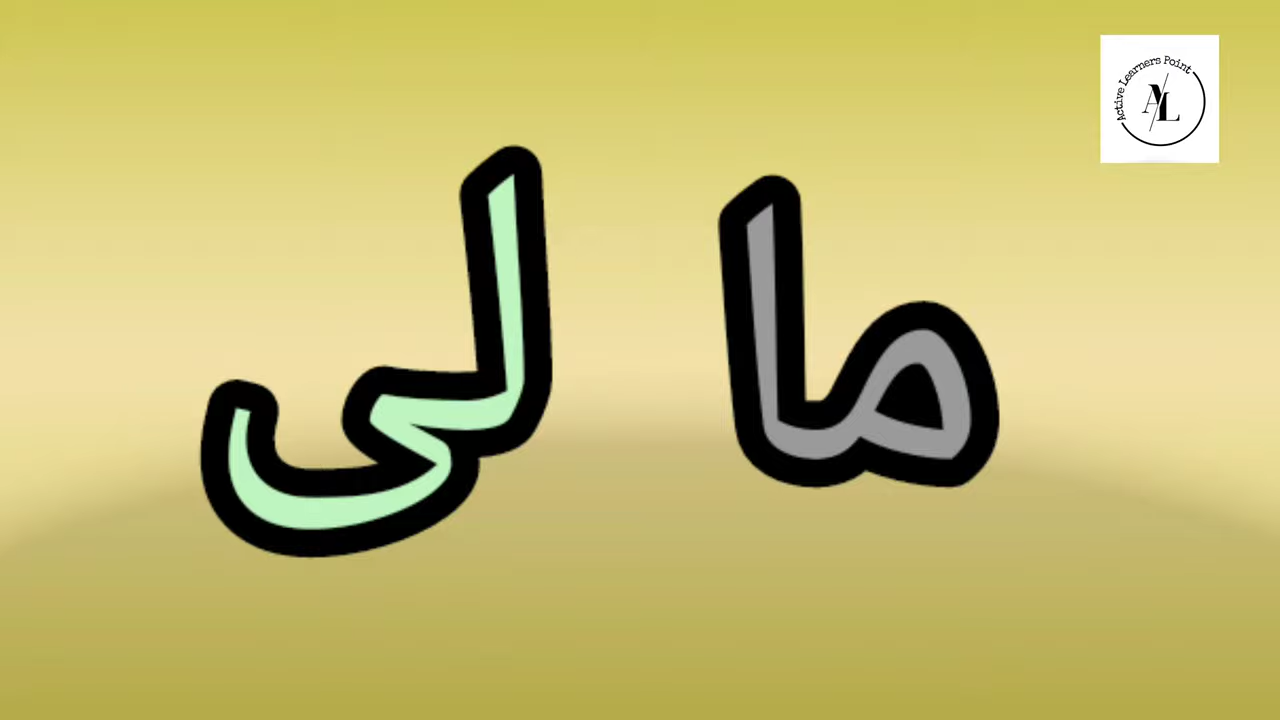 ما لی
Active Learners Point
AL